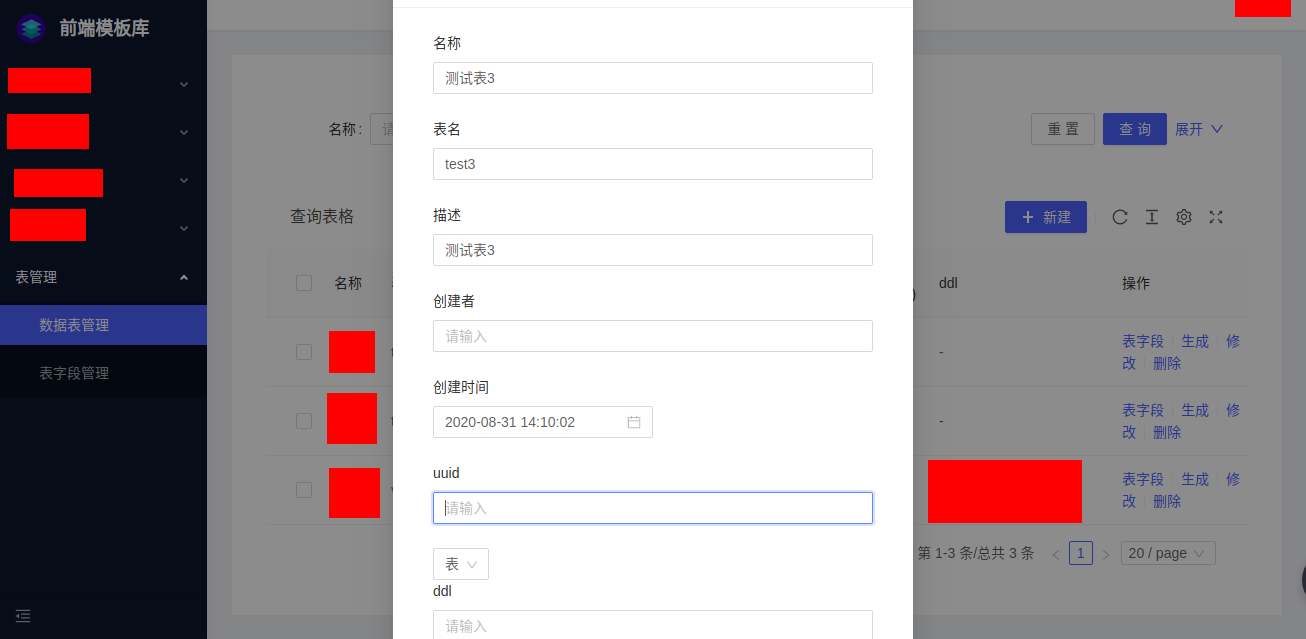 前端模板库
表管理
数据表管理
表字段管理
名称:
重 置
查 询
展开
查询表格
新建
名称
ddl
操作
-
表字段 生成 修
改 删除
-
表字段 生成 修
改 删除
表字段 生成 修
改 删除
第 1-3 条/总共 3 条
1
20 / page
名称
测试表3
表名
test3
描述
测试表3
创建者
请输入
创建时间
2020-08-31 14:10:02
uuid
请输入
表
ddl
请输入